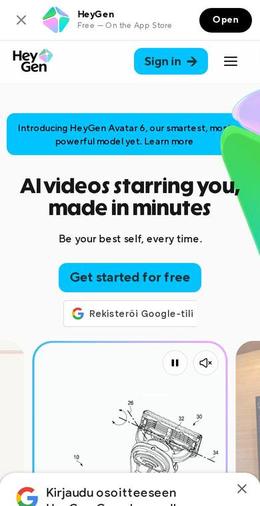 HeyGen
Free — On the App Store
Open
Hey
Gen
Sign in
Introducing HeyGen Avatar 6, our smartest, most
powerful model yet. Learn more
AI videos starring you,
made in minutes
Be your best self, every time.
Get started for free
Rekisteröi Google-tili
26
32
30
34
10
Kirjaudu osoitteeseen